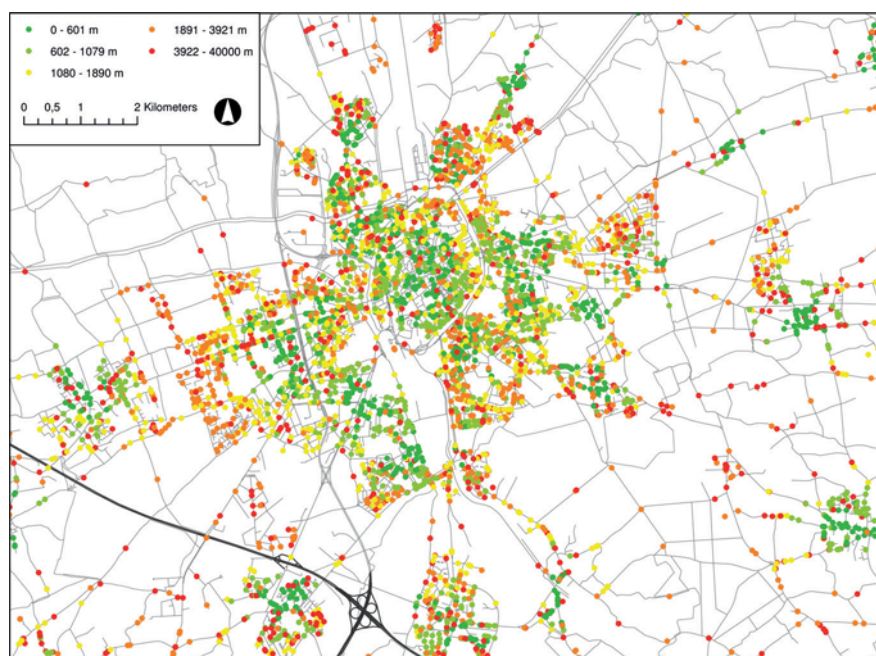 0 - 601 m
602 - 1079 m
1080 - 1890 m
1891 - 3921 m
3922 - 40000 m
0 0,5 1 2 Kilometers